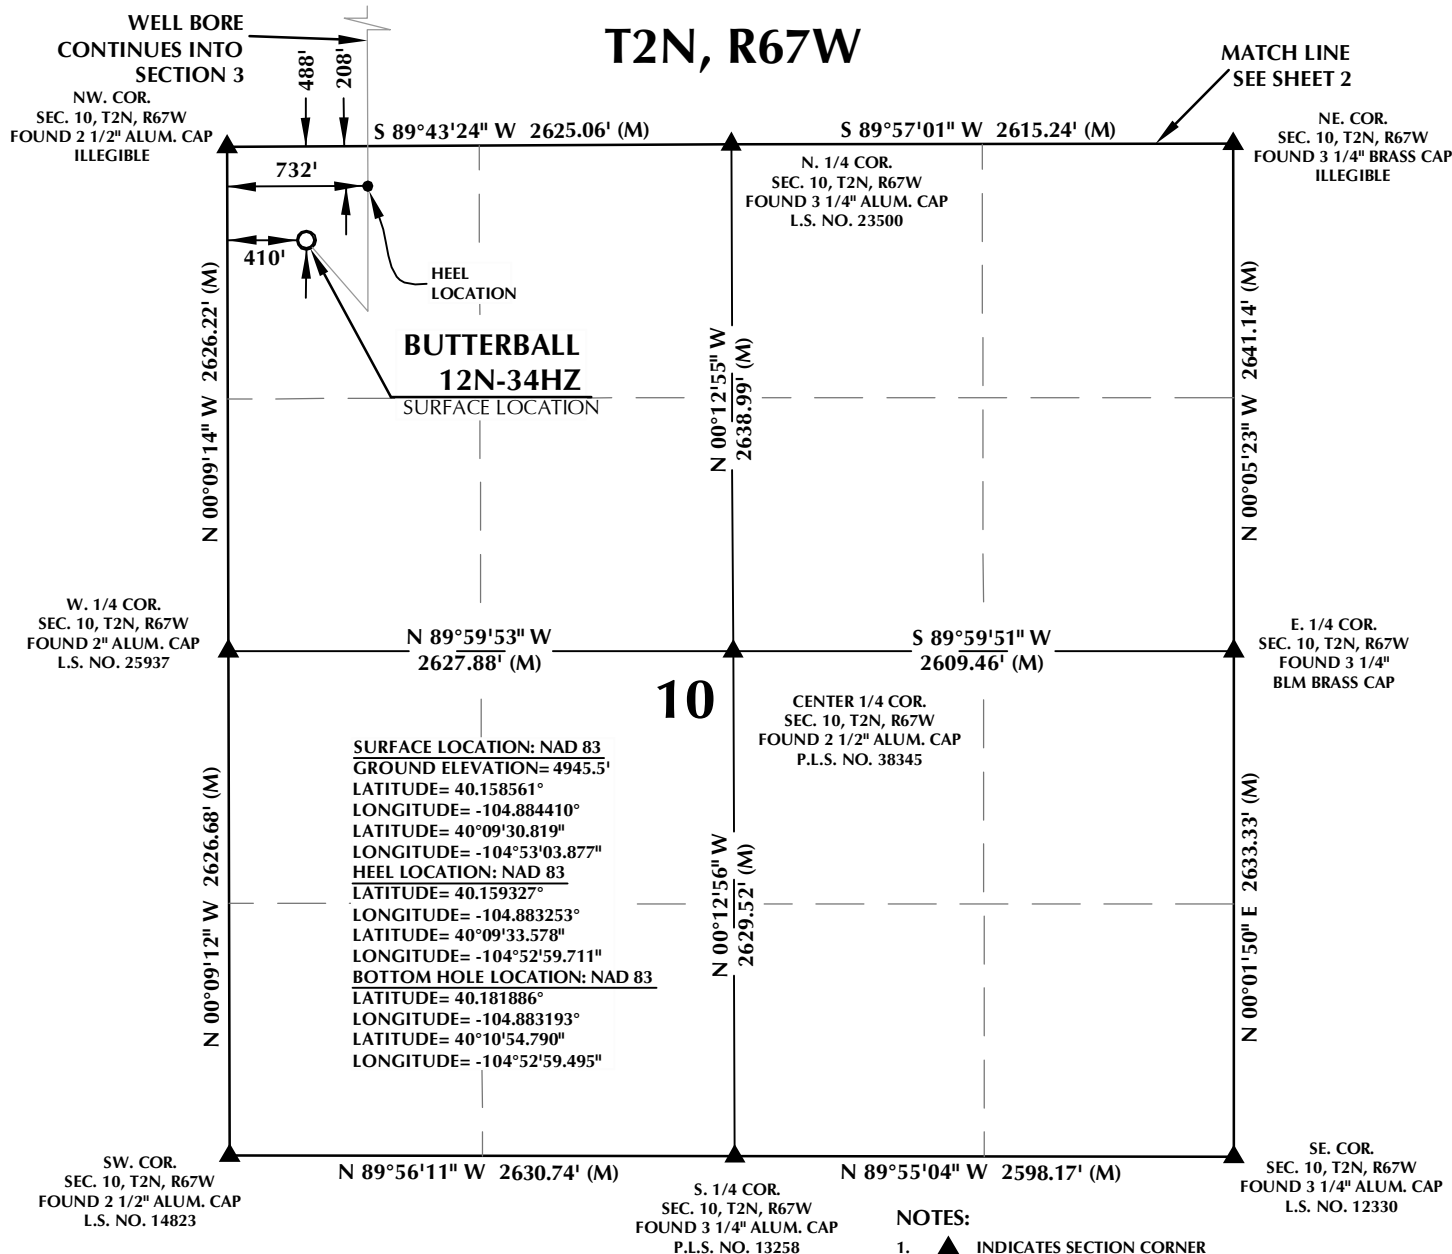 T2N, R67W
WELL BORE
CONTINUES INTO
SECTION 3
488'
208'
MATCH LINE
SEE SHEET 2
NW. COR.
SEC. 10, T2N, R67W
FOUND 2 1/2" ALUM. CAP
ILLEGIBLE
S 89°43'24" W 2625.06' (M)
S 89°57'01" W 2615.24' (M)
NE. COR.
SEC. 10, T2N, R67W
FOUND 3 1/4" BRASS CAP
ILLEGIBLE
N. 1/4 COR.
SEC. 10, T2N, R67W
FOUND 3 1/4" ALUM. CAP
L.S. NO. 23500
732'
410'
HEEL
LOCATION
BUTTERBALL
12N-34HZ
SURFACE LOCATION
N 00°09'14" W 2626.22' (M)
N 00°12'55" W
2638.99' (M)
N 00°05'23" W 2641.14' (M)
W. 1/4 COR.
SEC. 10, T2N, R67W
FOUND 2" ALUM. CAP
L.S. NO. 25937
N 89°59'53" W
2627.88' (M)
S 89°59'51" W
2609.46' (M)
E. 1/4 COR.
SEC. 10, T2N, R67W
FOUND 3 1/4"
BLM BRASS CAP
10
CENTER 1/4 COR.
SEC. 10, T2N, R67W
FOUND 2 1/2" ALUM. CAP
P.L.S. NO. 38345
SURFACE LOCATION: NAD 83
GROUND ELEVATION= 4945.5'
LATITUDE= 40.158561°
LONGITUDE= -104.884410°
LATITUDE= 40°09'30.819"
LONGITUDE= -104°53'03.877"
HEEL LOCATION: NAD 83
LATITUDE= 40.159327°
LONGITUDE= -104.883253°
LATITUDE= 40°09'33.578"
LONGITUDE= -104°52'59.711"
BOTTOM HOLE LOCATION: NAD 83
LATITUDE= 40.181886°
LONGITUDE= -104.883193°
LATITUDE= 40°10'54.790"
LONGITUDE= -104°52'59.495"
N 00°09'12" W 2626.68' (M)
N 00°12'56" W
2629.52' (M)
N 00°01'50" E 2633.33' (M)
SW. COR.
SEC. 10, T2N, R67W
FOUND 2 1/2" ALUM. CAP
L.S. NO. 14823
N 89°56'11" W 2630.74' (M)
N 89°55'04" W 2598.17' (M)
S. 1/4 COR.
SEC. 10, T2N, R67W
FOUND 3 1/4" ALUM. CAP
P.L.S. NO. 13258
SE. COR.
SEC. 10, T2N, R67W
FOUND 3 1/4" ALUM. CAP
L.S. NO. 12330
NOTES:
1. INDICATES SECTION CORNER